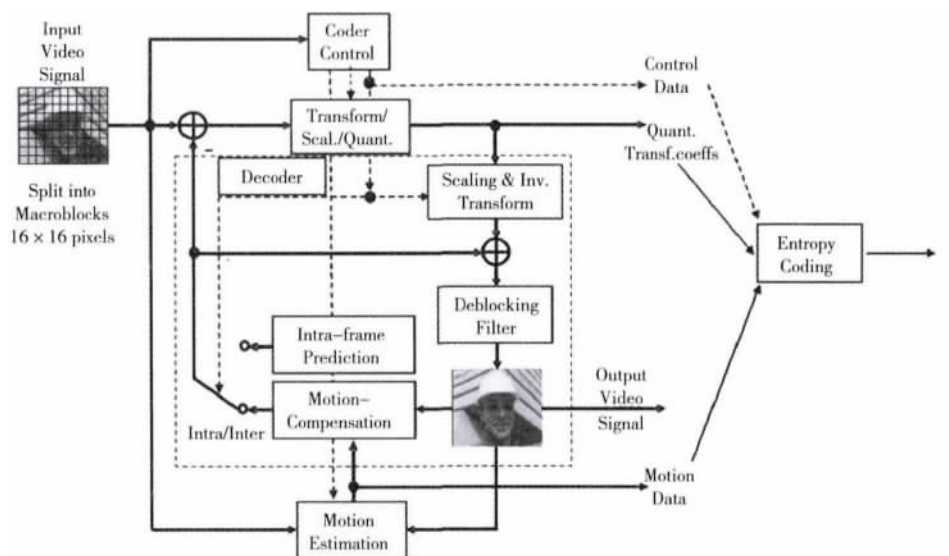 Input
Video
Signal
Coder
Control
Control
Data
Transform/
Scal./Quant.
Quant.
Transf.coeffs
–
Decoder
Scaling & Inv.
Transform
Split into
Macroblocks
16 × 16 pixels
Entropy
Coding
Deblocking
Filter
Intra-frame
Prediction
Motion-
Compensation
Output
Video
Signal
Intra/Inter
Motion
Data
Motion
Estimation